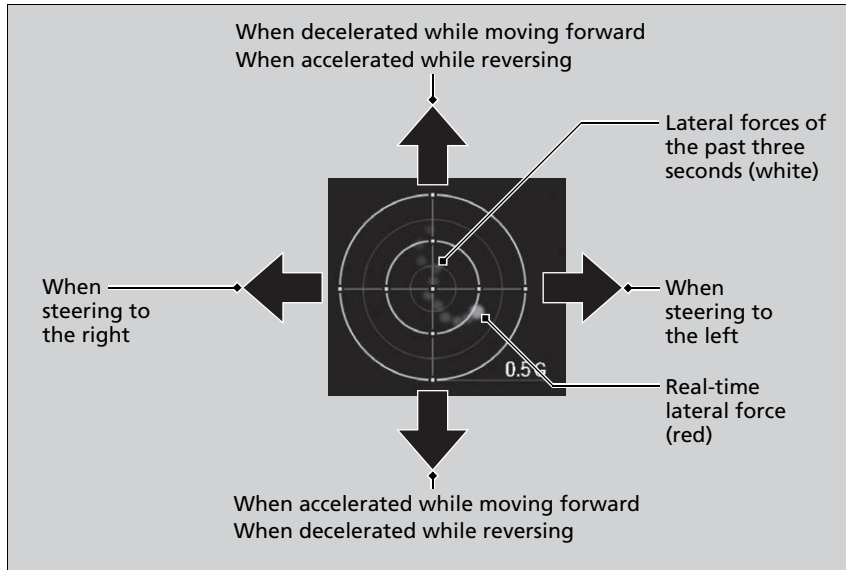 When decelerated while moving forward
When accelerated while reversing
Lateral forces of
the past three
seconds (white)
When
steering to
the right
When
steering to
the left
0.5 G
Real-time
lateral force
(red)
When accelerated while moving forward
When decelerated while reversing